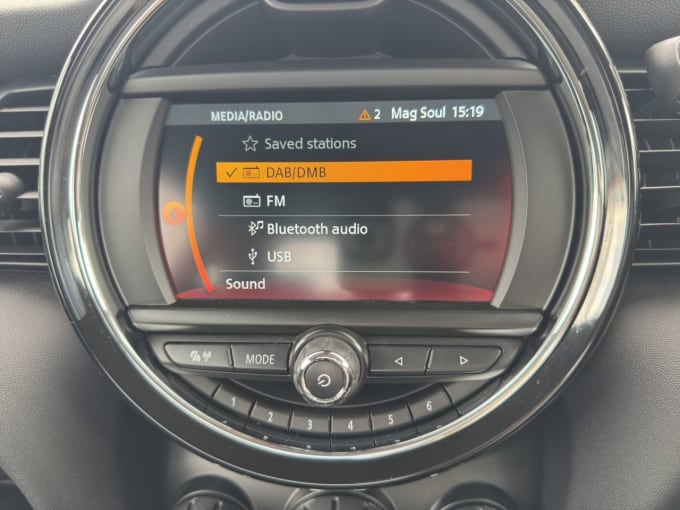 MEDIA/RADIO 2 Mag Soul 15:19
Saved stations
DAB/DMB
FM
Bluetooth audio
USB
Sound
MODE
1 2 3 4 5 6